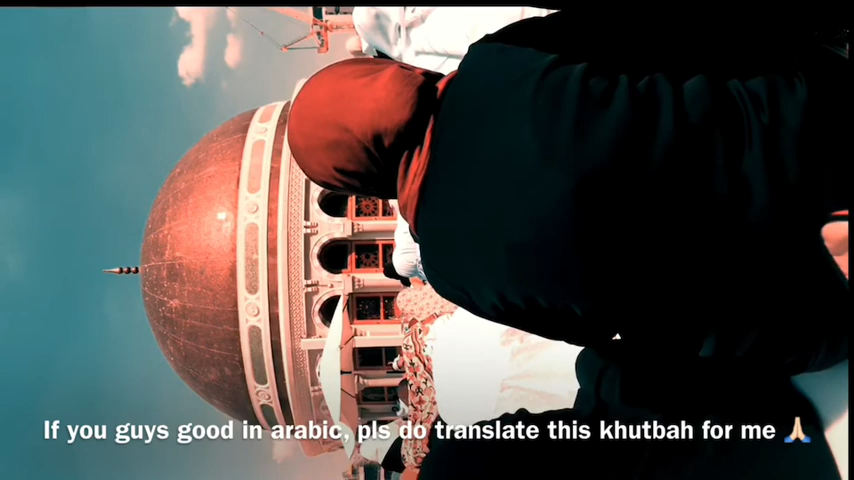 If you guys good in arabic, pls do translate this khutbah for me 🙏🏻